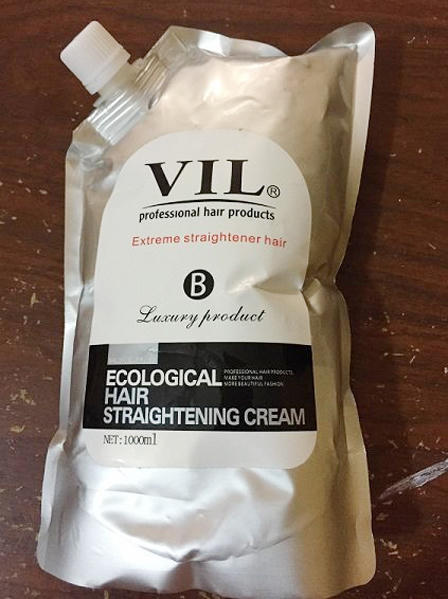 VIL®
professional hair products
Extreme straightener hair
B
Luxury product
ECOLOGICAL
HAIR
STRAIGHTENING CREAM
PROFESSIONAL HAIR PRODUCTS,
MAKE YOUR HAIR
MORE BEAUTIFUL FASHION
NET:1000ml